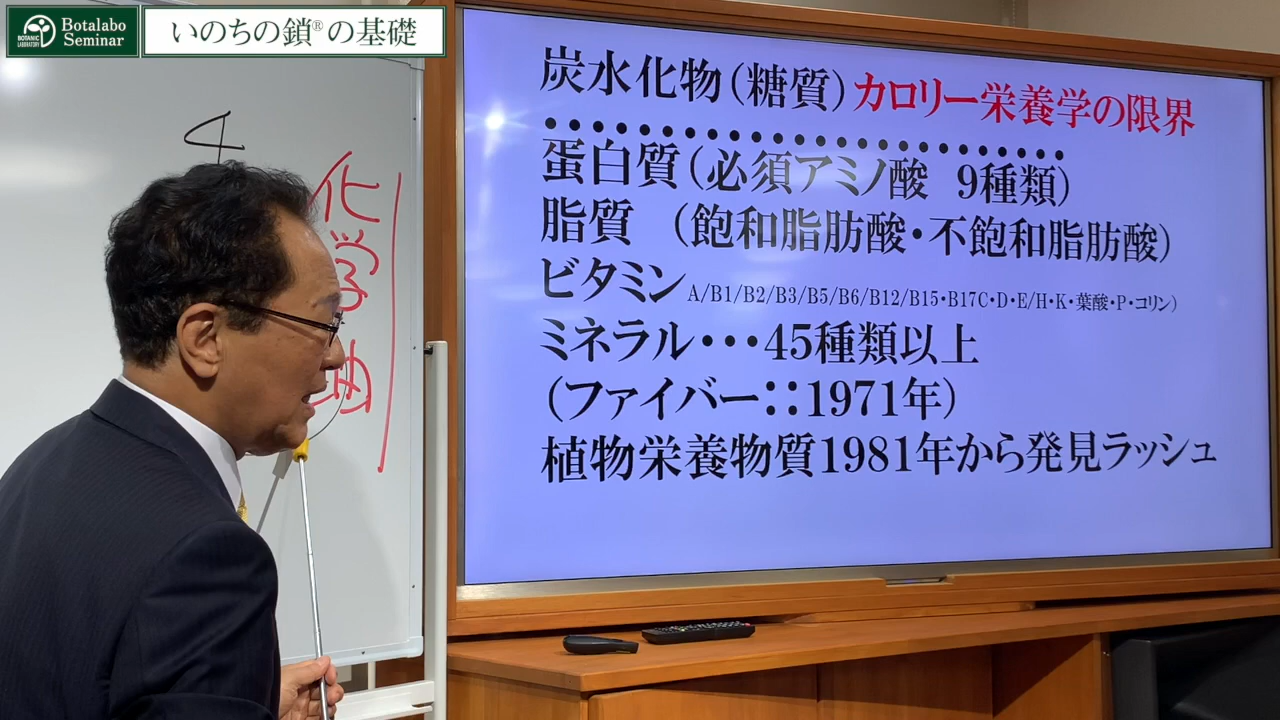 BOTANIC LABORATORY
Botalabo Seminar
いのちの鎖®の基礎
4
化学
炭水化物（糖質）カロリー栄養学の限界
••••••••••••••••••••••••
蛋白質（必須アミノ酸　9種類）
脂質　（飽和脂肪酸・不飽和脂肪酸）
ビタミンA/B1/B2/B3/B5/B6/B12/B15・B17C・D・E/H・K・葉酸・P・コリン）
ミネラル・・・45種類以上
（ファイバー：：1971年）
植物栄養物質1981年から発見ラッシュ